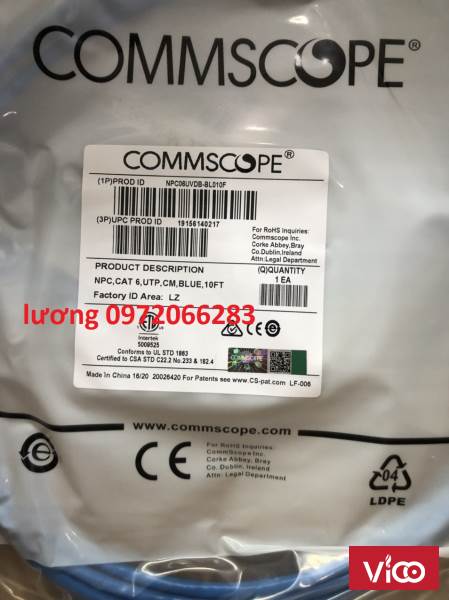 COMMSCOPE®
COMMSCOPE®
(1P)PROD ID NPC06UVDB-BL010F
(3P)UPC PROD ID 19156140217
For RoHS Inquiries:
Commscope Inc.
Corke Abbey,Bray
Co.Dublin,Ireland
Attn:Legal Department
PRODUCT DESCRIPTION
(Q)QUANTITY
NPC,CAT 6,UTP,CM,BLUE,10FT
1 EA
Factory ID Area: LZ
lương 0972066283
Intertek
5009525
Conforms to UL STD 1863
Certified to CSA STD C22.2 No.233 & 182.4
COMMSCOPE
Made in China 16/20 20026420 For Patents see www.CS-pat.com LF-006
www.commscope.com
For RoHS Inquiries:
CommScope Inc.
Corke Abbey, Bray
Co. Dublin, Ireland
Attn: Legal Department
CE
04
LDPE
Vicoo